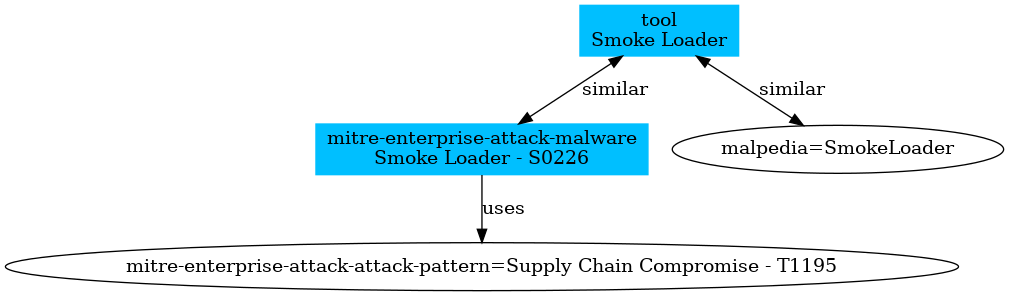 tool
Smoke Loader
similar
similar
mitre-enterprise-attack-malware
Smoke Loader - S0226
malpedia=SmokeLoader
uses
mitre-enterprise-attack-attack-pattern=Supply Chain Compromise - T1195